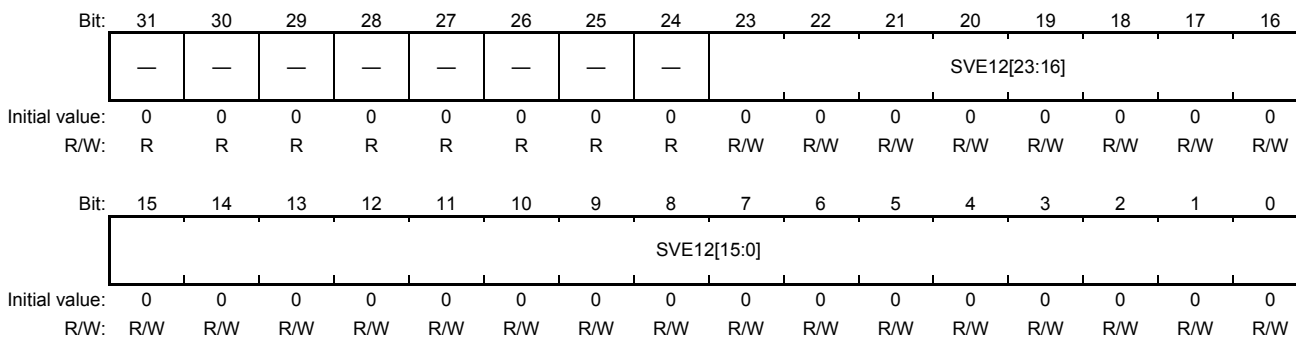 Bit: 31 30 29 28 27 26 25 24 23 22 21 20 19 18 17 16
— — — — — — — — SVE12[23:16]
Initial value: 0 0 0 0 0 0 0 0 0 0 0 0 0 0 0 0
R/W: R R R R R R R R R/W R/W R/W R/W R/W R/W R/W R/W
Bit: 15 14 13 12 11 10 9 8 7 6 5 4 3 2 1 0
SVE12[15:0]
Initial value: 0 0 0 0 0 0 0 0 0 0 0 0 0 0 0 0
R/W: R/W R/W R/W R/W R/W R/W R/W R/W R/W R/W R/W R/W R/W R/W R/W R/W